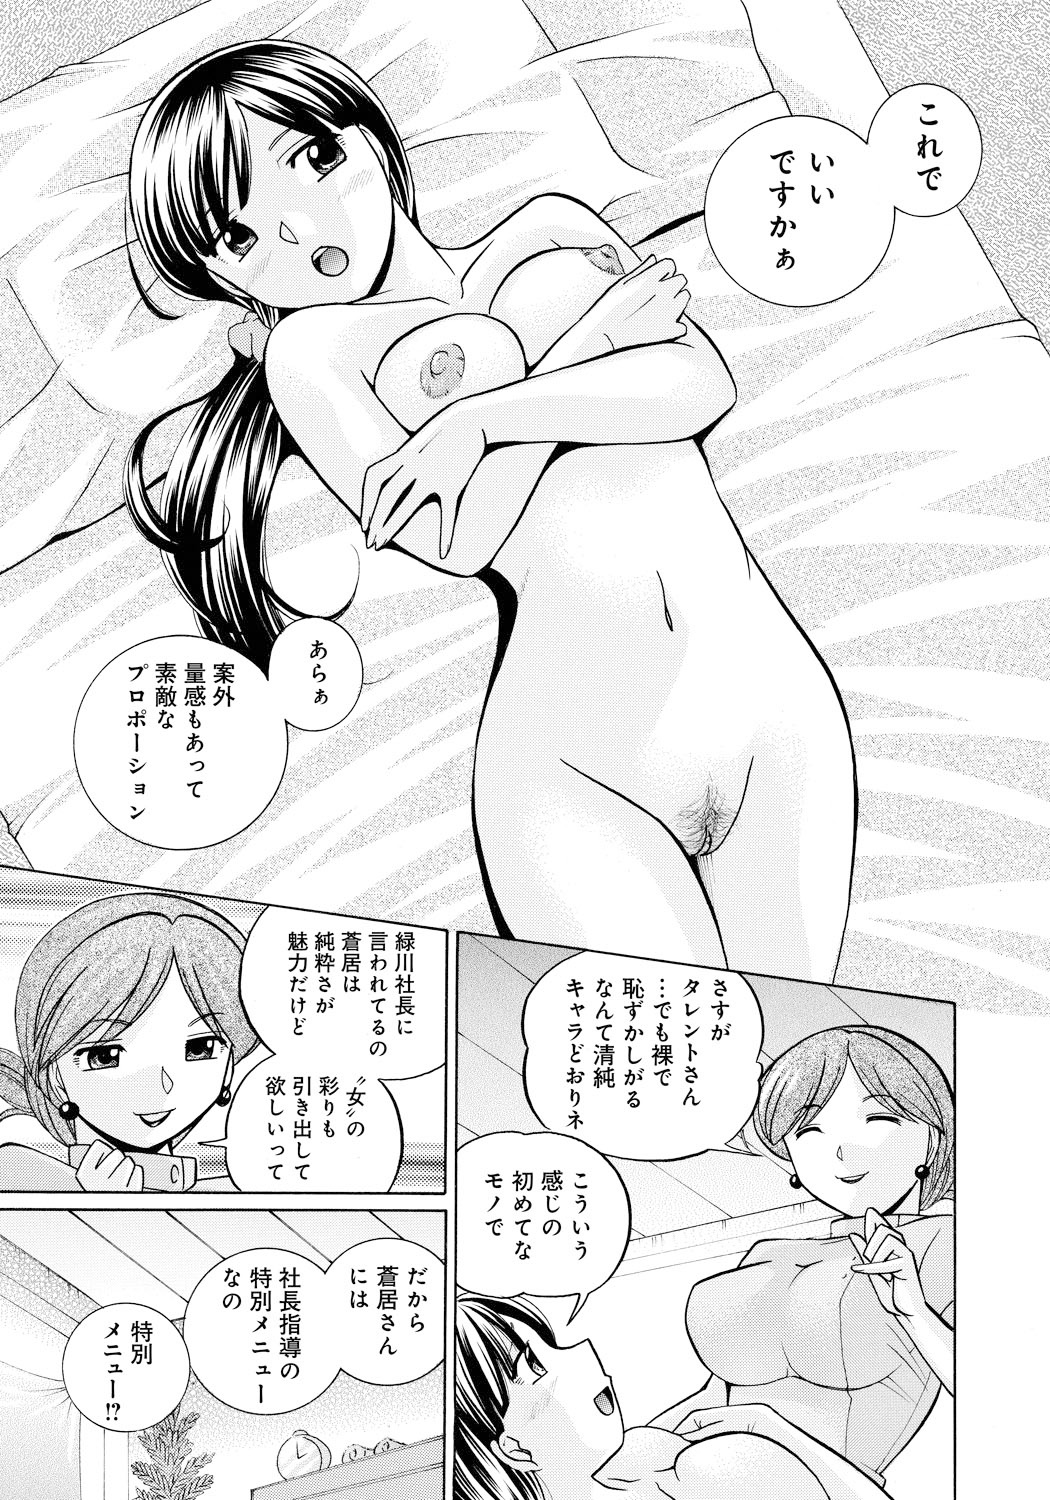 これで
いい
ですかぁ
あらぁ
案外
量感もあって
素敵な
プロポーション
さすが
タレントさん
…でも裸で
恥ずかしがる
なんて清純
キャラどおりネ
こういう
感じの
初めてな
モノで
緑川社長に
言われてるの
蒼居は
純粋さが
魅力だけど
〝女〟の
彩りも
引き出して
欲しいって
だから
蒼居さん
には
社長指導の
特別メニュー
なの
特別
メニュー!?